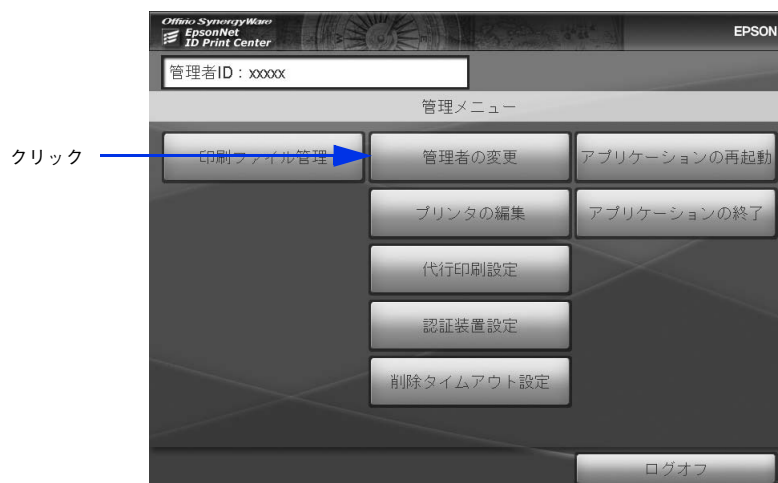 Offirio SynergyWare
EpsonNet
ID Print Center
EPSON
管理者ID：xxxxx
管理メニュー
クリック
印刷ファイル管理
管理者の変更
アプリケーションの再起動
プリンタの編集
アプリケーションの終了
代行印刷設定
認証装置設定
削除タイムアウト設定
ログオフ